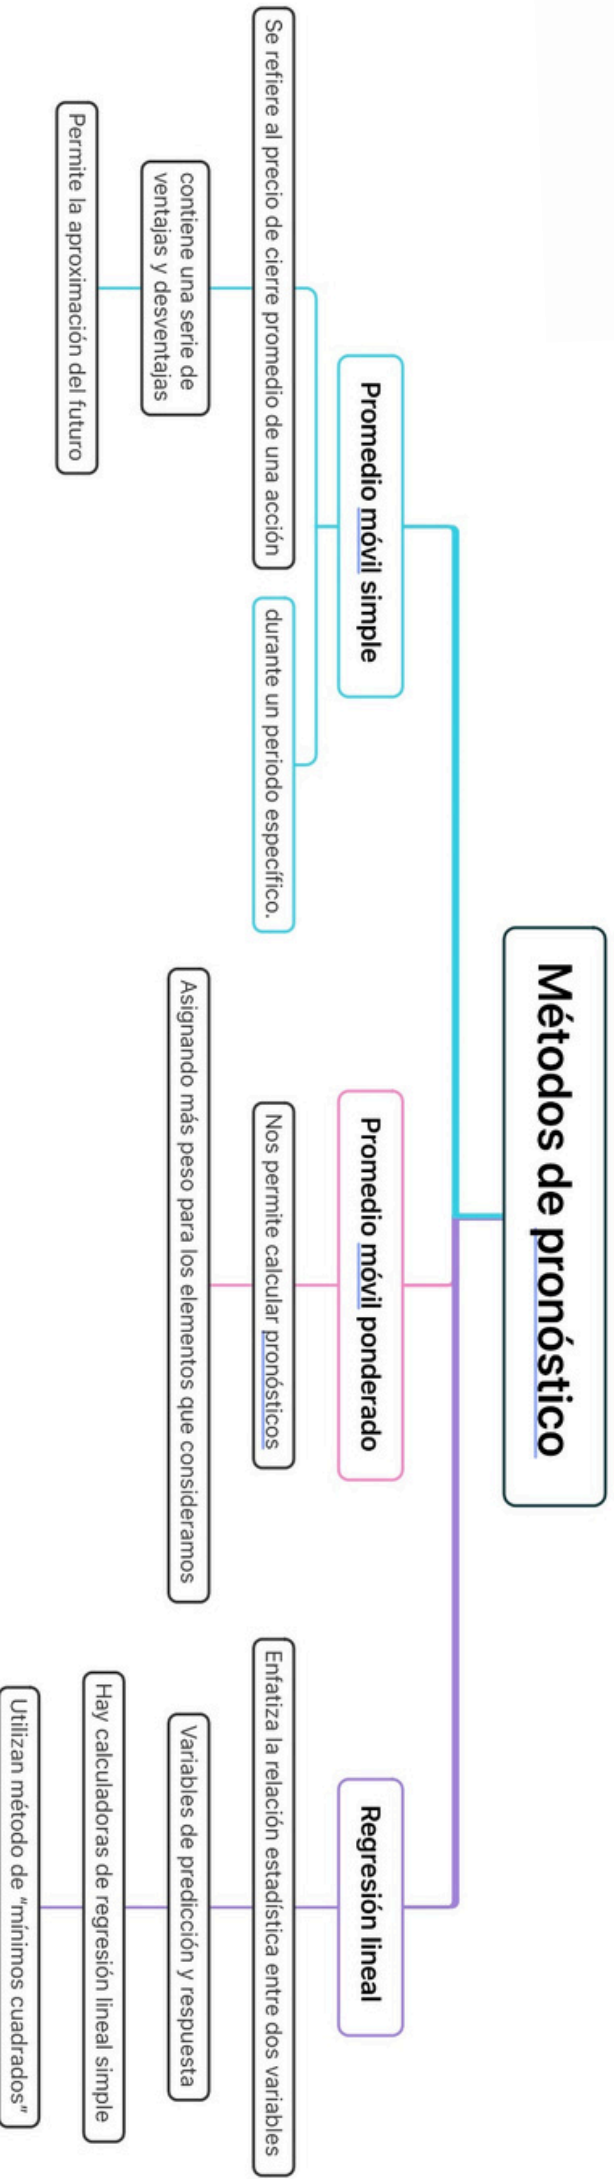 Métodos de pronóstico
Promedio móvil simple
Se refiere al precio de cierre promedio de una acción
durante un periodo específico.
contiene una serie de
ventajas y desventajas
Permite la aproximación del futuro
Promedio móvil ponderado
Nos permite calcular pronósticos
Asignando más peso para los elementos que consideramos
Regresión lineal
Enfatiza la relación estadística entre dos variables
Variables de predicción y respuesta
Hay calculadoras de regresión lineal simple
Utilizan método de "mínimos cuadrados"